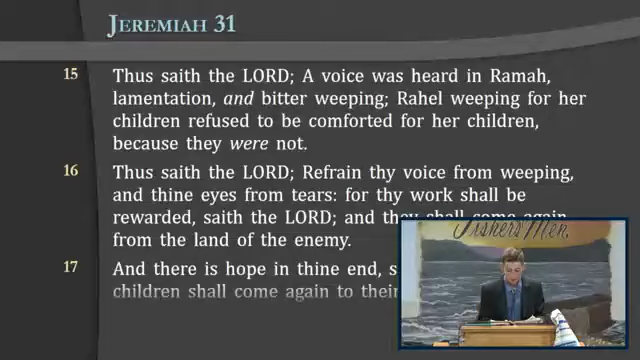 JEREMIAH 31
15 Thus saith the LORD; A voice was heard in Ramah,
lamentation, and bitter weeping; Rahel weeping for her
children refused to be comforted for her children,
because they were not.
16 Thus saith the LORD; Refrain thy voice from weeping,
and thine eyes from tears: for thy work shall be
rewarded, saith the LORD; and they shall come again
from the land of the enemy.
17 And there is hope in thine end, s
children shall come again to their
Fishers Men